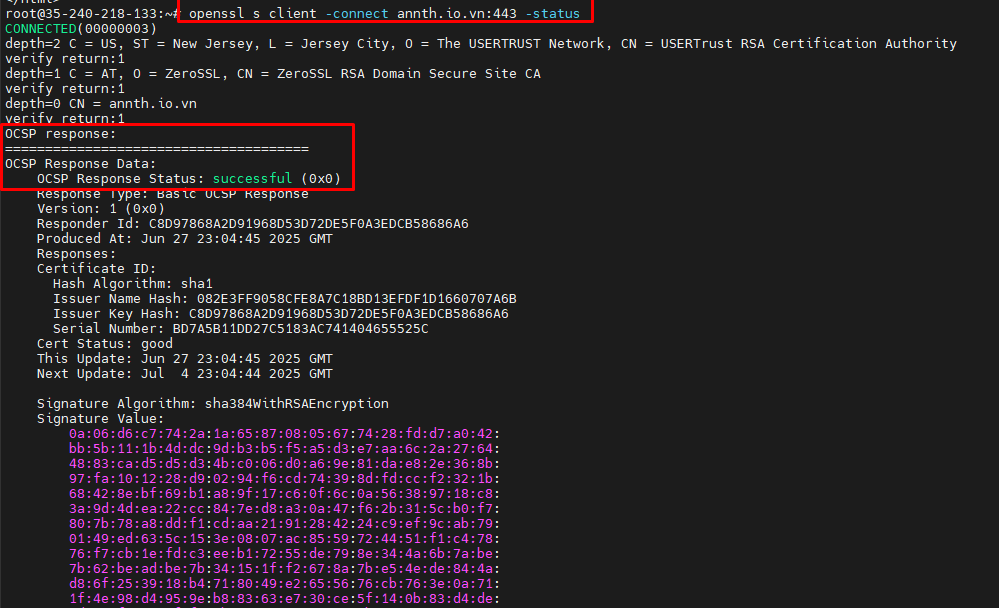 </html>
root@35-240-218-133:~# openssl s_client -connect annth.io.vn:443 -status
CONNECTED(00000003)
depth=2 C = US, ST = New Jersey, L = Jersey City, O = The USERTRUST Network, CN = USERTrust RSA Certification Authority
verify return:1
depth=1 C = AT, O = ZeroSSL, CN = ZeroSSL RSA Domain Secure Site CA
verify return:1
depth=0 CN = annth.io.vn
verify return:1
OCSP response:
======================================
OCSP Response Data:
    OCSP Response Status: successful (0x0)
    Response Type: Basic OCSP Response
    Version: 1 (0x0)
    Responder Id: C8D97868A2D91968D53D72DE5F0A3EDCB58686A6
    Produced At: Jun 27 23:04:45 2025 GMT
    Responses:
    Certificate ID:
      Hash Algorithm: sha1
      Issuer Name Hash: 082E3FF9058CFE8A7C18BD13EFDF1D1660707A6B
      Issuer Key Hash: C8D97868A2D91968D53D72DE5F0A3EDCB58686A6
      Serial Number: BD7A5B11DD27C5183AC741404655525C
    Cert Status: good
    This Update: Jun 27 23:04:45 2025 GMT
    Next Update: Jul  4 23:04:44 2025 GMT
    Signature Algorithm: sha384WithRSAEncryption
    Signature Value:
        0a:06:d6:c7:74:2a:1a:65:87:08:05:67:74:28:fd:d7:a0:42:
        bb:5b:11:1b:4d:dc:9d:b3:b5:f5:a5:d3:e7:aa:6c:2a:27:64:
        48:83:ca:d5:d5:d3:4b:c0:06:d0:a6:9e:81:da:e8:2e:36:8b:
        97:fa:10:12:28:d9:02:94:f6:cd:74:39:8d:fd:cc:f2:32:1b:
        68:42:8e:bf:69:b1:a8:9f:17:c6:0f:6c:0a:56:38:97:18:c8:
        3a:9d:4d:ea:22:cc:84:7e:d8:a3:0a:47:f6:2b:31:5c:b0:f7:
        80:7b:78:a8:dd:f1:cd:aa:21:91:28:42:24:c9:ef:9c:ab:79:
        01:49:ed:63:5c:15:3e:08:07:ac:85:59:72:44:51:f1:c4:78:
        76:f7:cb:1e:fd:c3:ee:b1:72:55:de:79:8e:34:4a:6b:7a:be:
        7b:62:be:ad:be:7b:34:15:1f:f2:67:8a:7b:e5:4e:de:84:4a:
        d8:6f:25:39:18:b4:71:80:49:e2:65:56:76:cb:76:3e:0a:71:
        1f:4e:98:d4:95:9e:b8:83:63:e7:30:ce:5f:14:0b:83:d4:de: